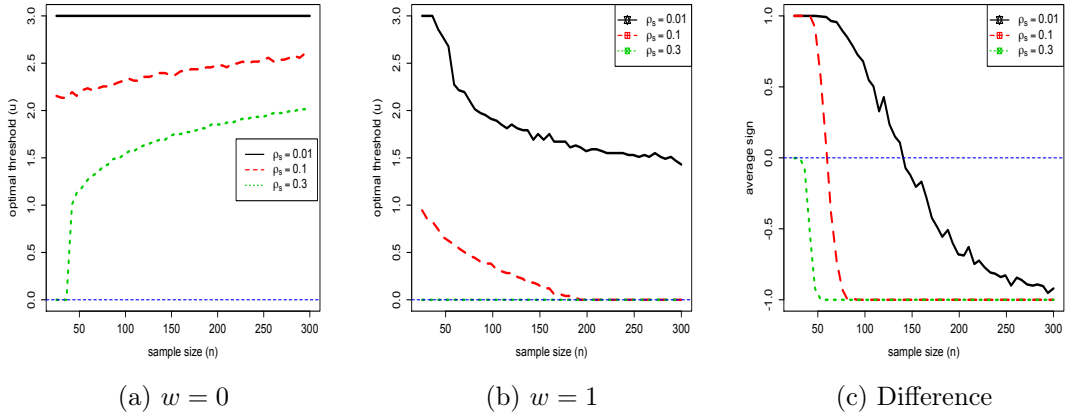 optimal threshold (u)
3.0
2.5
2.0
1.5
1.0
0.5
0.0
ρs = 0.01
ρs = 0.1
ρs = 0.3
50 100 150 200 250 300
sample size (n)
(a) w = 0
optimal threshold (u)
3.0
2.5
2.0
1.5
1.0
0.5
0.0
ρs = 0.01
ρs = 0.1
ρs = 0.3
50 100 150 200 250 300
sample size (n)
(b) w = 1
average sign
1.0
0.5
0.0
-0.5
-1.0
ρs = 0.01
ρs = 0.1
ρs = 0.3
50 100 150 200 250 300
sample size (n)
(c) Difference